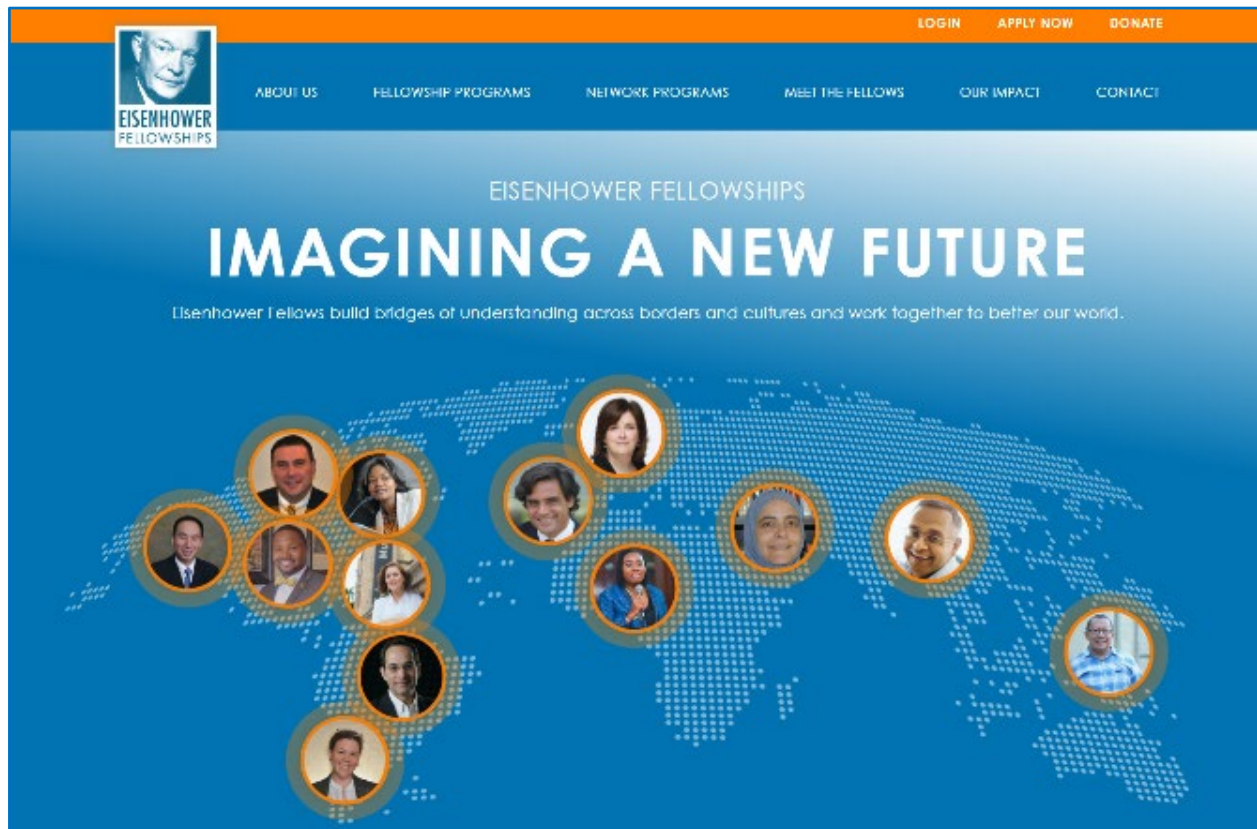 LOGIN APPLY NOW DONATE
EISENHOWER
FELLOWSHIPS
ABOUT US FELLOWSHIP PROGRAMS NETWORK PROGRAMS MEET THE FELLOWS OUR IMPACT CONTACT
EISENHOWER FELLOWSHIPS
IMAGINING A NEW FUTURE
Eisenhower Fellows build bridges of understanding across borders and cultures and work together to better our world.